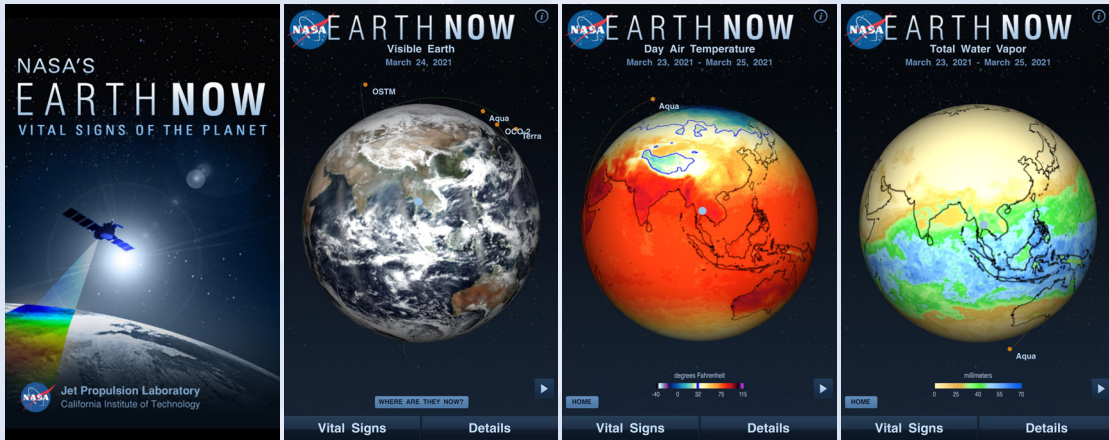 NASA'S
EARTH NOW
VITAL SIGNS OF THE PLANET
NASA
Jet Propulsion Laboratory
California Institute of Technology
NASA
EARTH NOW
i
Visible Earth
March 24, 2021
OSTM
Aqua
OCO-2
Terra
WHERE ARE THEY NOW?
Vital Signs
Details
NASA
EARTH NOW
i
Day Air Temperature
March 23, 2021 - March 25, 2021
Aqua
degrees Fahrenheit
-40 0 32 75 115
HOME
Vital Signs
Details
NASA
EARTH NOW
i
Total Water Vapor
March 23, 2021 - March 25, 2021
Aqua
millimeters
0 25 40 55 70
HOME
Vital Signs
Details